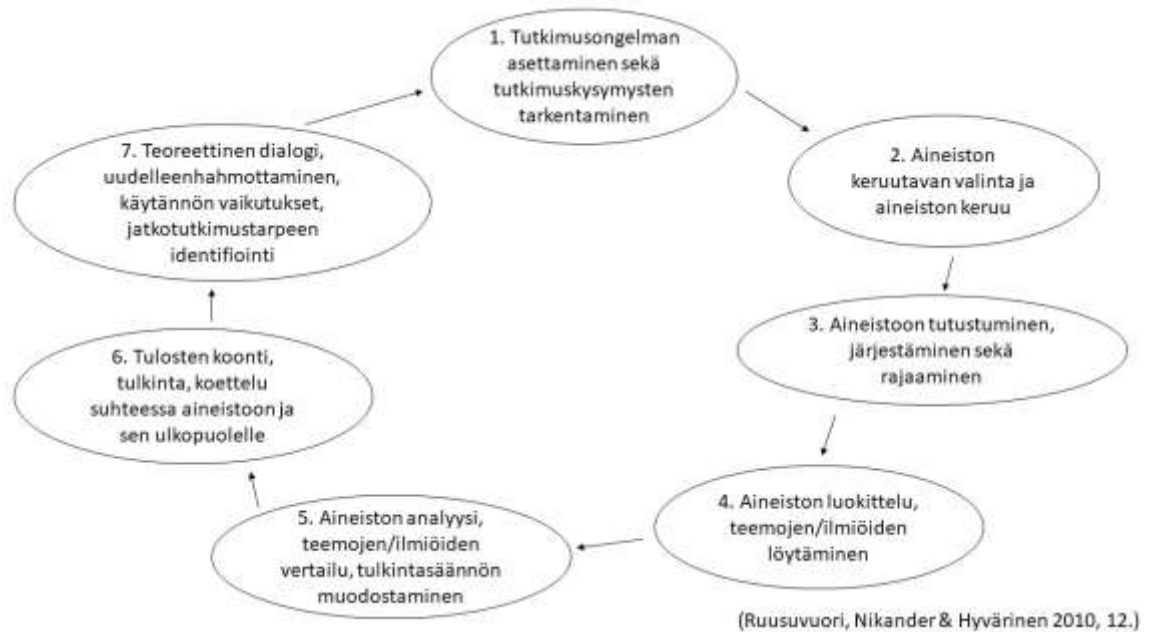 1. Tutkimusongelman
asettaminen sekä
tutkimuskysymysten
tarkentaminen
2. Aineiston
keruutavan valinta ja
aineiston keruu
3. Aineistoon tutustuminen,
järjestäminen sekä
rajaaminen
4. Aineiston luokittelu,
teemojen/ilmiöiden
löytäminen
5. Aineiston analyysi,
teemojen/ilmiöiden
vertailu, tulkintasäännön
muodostaminen
6. Tulosten koonti,
tulkinta, koettelu
suhteessa aineistoon ja
sen ulkopuolelle
7. Teoreettinen dialogi,
uudelleenhahmottaminen,
käytännön vaikutukset,
jatkotutkimustarpeen
identifiointi
(Ruusuvuori, Nikander & Hyvärinen 2010, 12.)